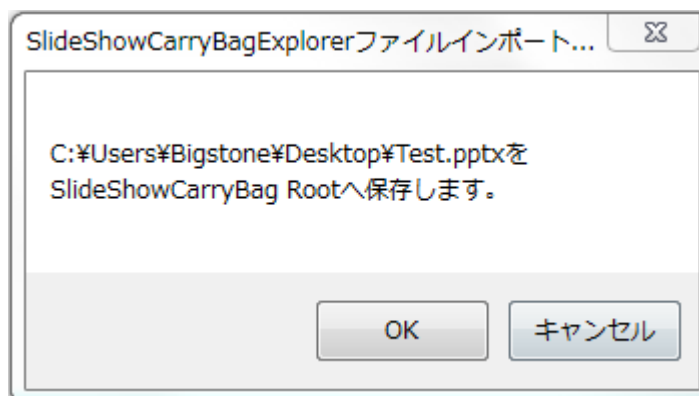 SlideShowCarryBagExplorerファイルインポート...
C:¥Users¥Bigstone¥Desktop¥Test.pptxを
SlideShowCarryBag Rootへ保存します。
OK
キャンセル